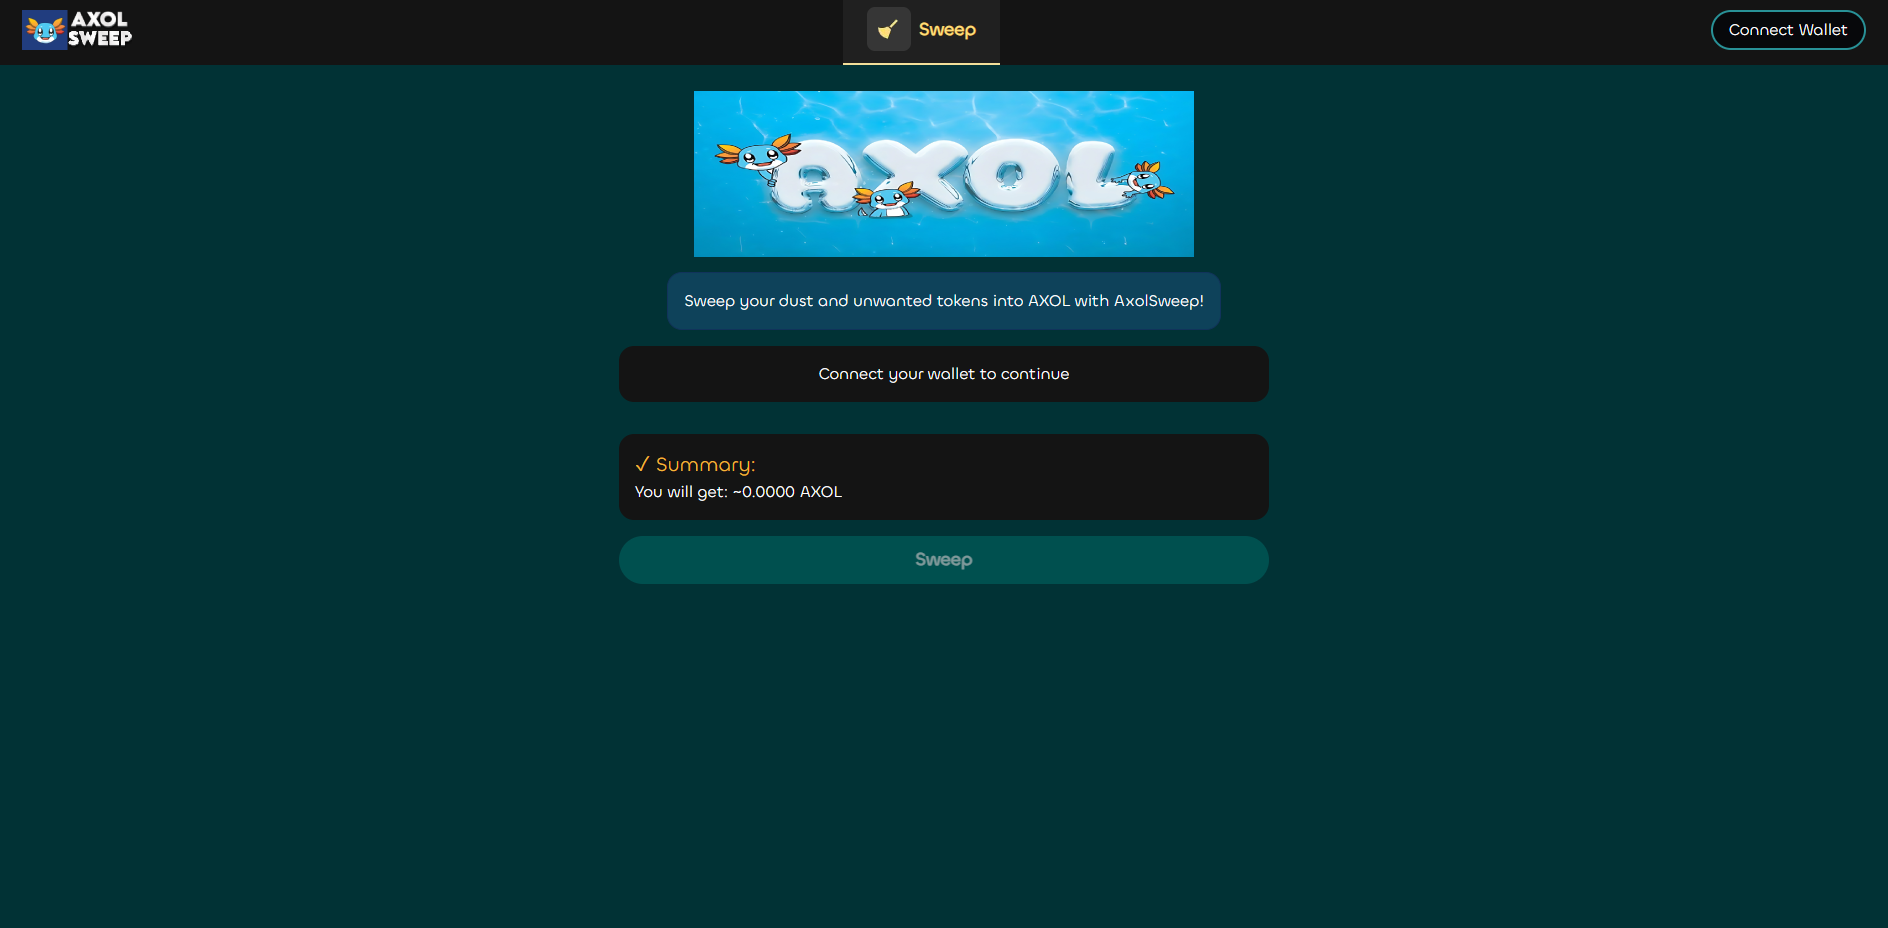 AXOL
SWEEP
Sweep
Connect Wallet
AXOL
Sweep your dust and unwanted tokens into AXOL with AxolSweep!
Connect your wallet to continue
✓ Summary:
You will get: ~0.0000 AXOL
Sweep